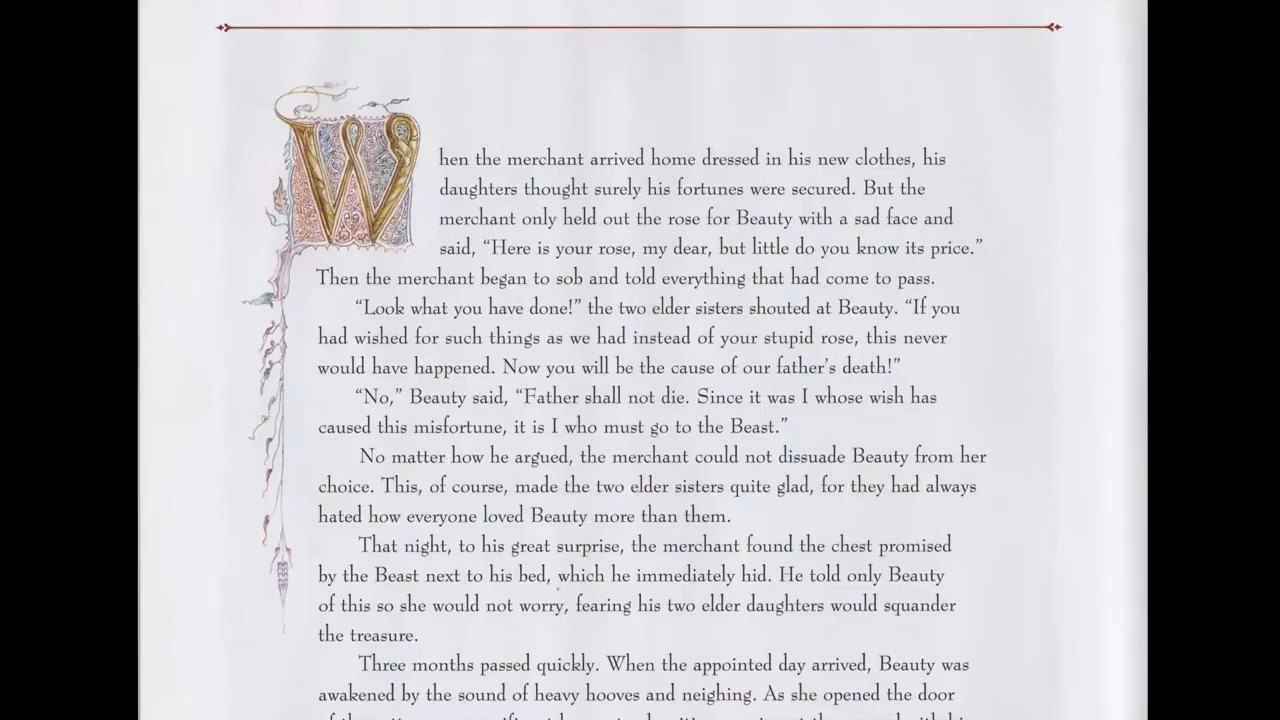 When the merchant arrived home dressed in his new clothes, his
daughters thought surely his fortunes were secured. But the
merchant only held out the rose for Beauty with a sad face and
said, “Here is your rose, my dear, but little do you know its price.”
Then the merchant began to sob and told everything that had come to pass.
“Look what you have done!” the two elder sisters shouted at Beauty. “If you
had wished for such things as we had instead of your stupid rose, this never
would have happened. Now you will be the cause of our father’s death!”
“No,” Beauty said, “Father shall not die. Since it was I whose wish has
caused this misfortune, it is I who must go to the Beast.”
No matter how he argued, the merchant could not dissuade Beauty from her
choice. This, of course, made the two elder sisters quite glad, for they had always
hated how everyone loved Beauty more than them.
That night, to his great surprise, the merchant found the chest promised
by the Beast next to his bed, which he immediately hid. He told only Beauty
of this so she would not worry, fearing his two elder daughters would squander
the treasure.
Three months passed quickly. When the appointed day arrived, Beauty was
awakened by the sound of heavy hooves and neighing. As she opened the door